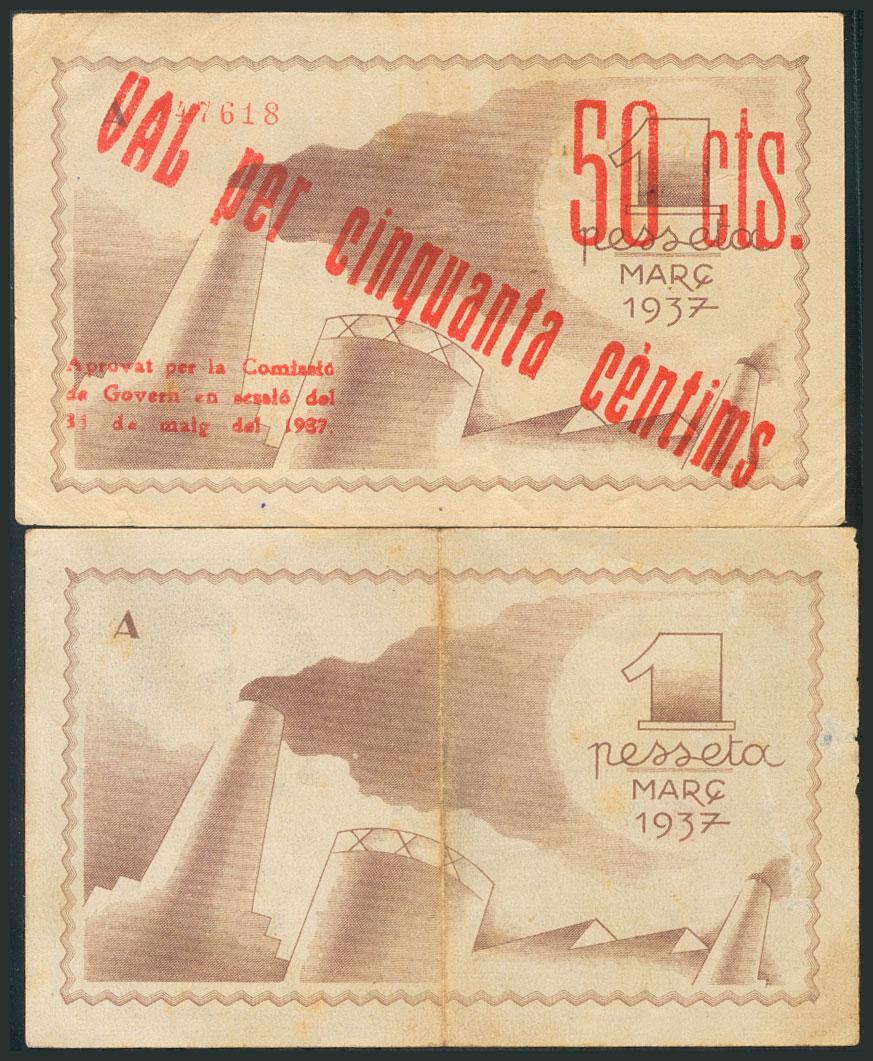 A 47618
VAL per cinquanta cèntims
50 cts.
1
pesseta
MARÇ
1937
Aprovat per la Comissió
de Govern en sessió del
31 de maig del 1937.
A
1
pesseta
MARÇ
1937